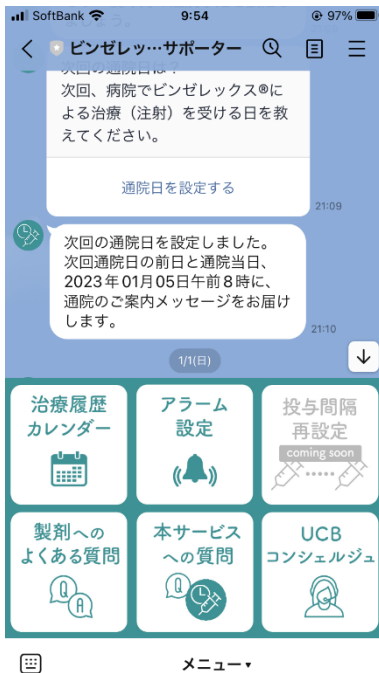 SoftBank 9:54 97%
ビンゼレッ…サポーター
次回の通院日は？
次回、病院でビンゼレックス®に
よる治療（注射）を受ける日を教
えてください。
通院日を設定する
21:09
次回の通院日を設定しました。
次回通院日の前日と通院当日、
2023年01月05日午前8時に、
通院のご案内メッセージをお届け
します。
21:10
1/1(日)
治療履歴
カレンダー
アラーム
設定
投与間隔
再設定
coming soon
製剤への
よくある質問
Q
A
本サービス
への質問
Q
UCB
コンシェルジュ
メニュー▾